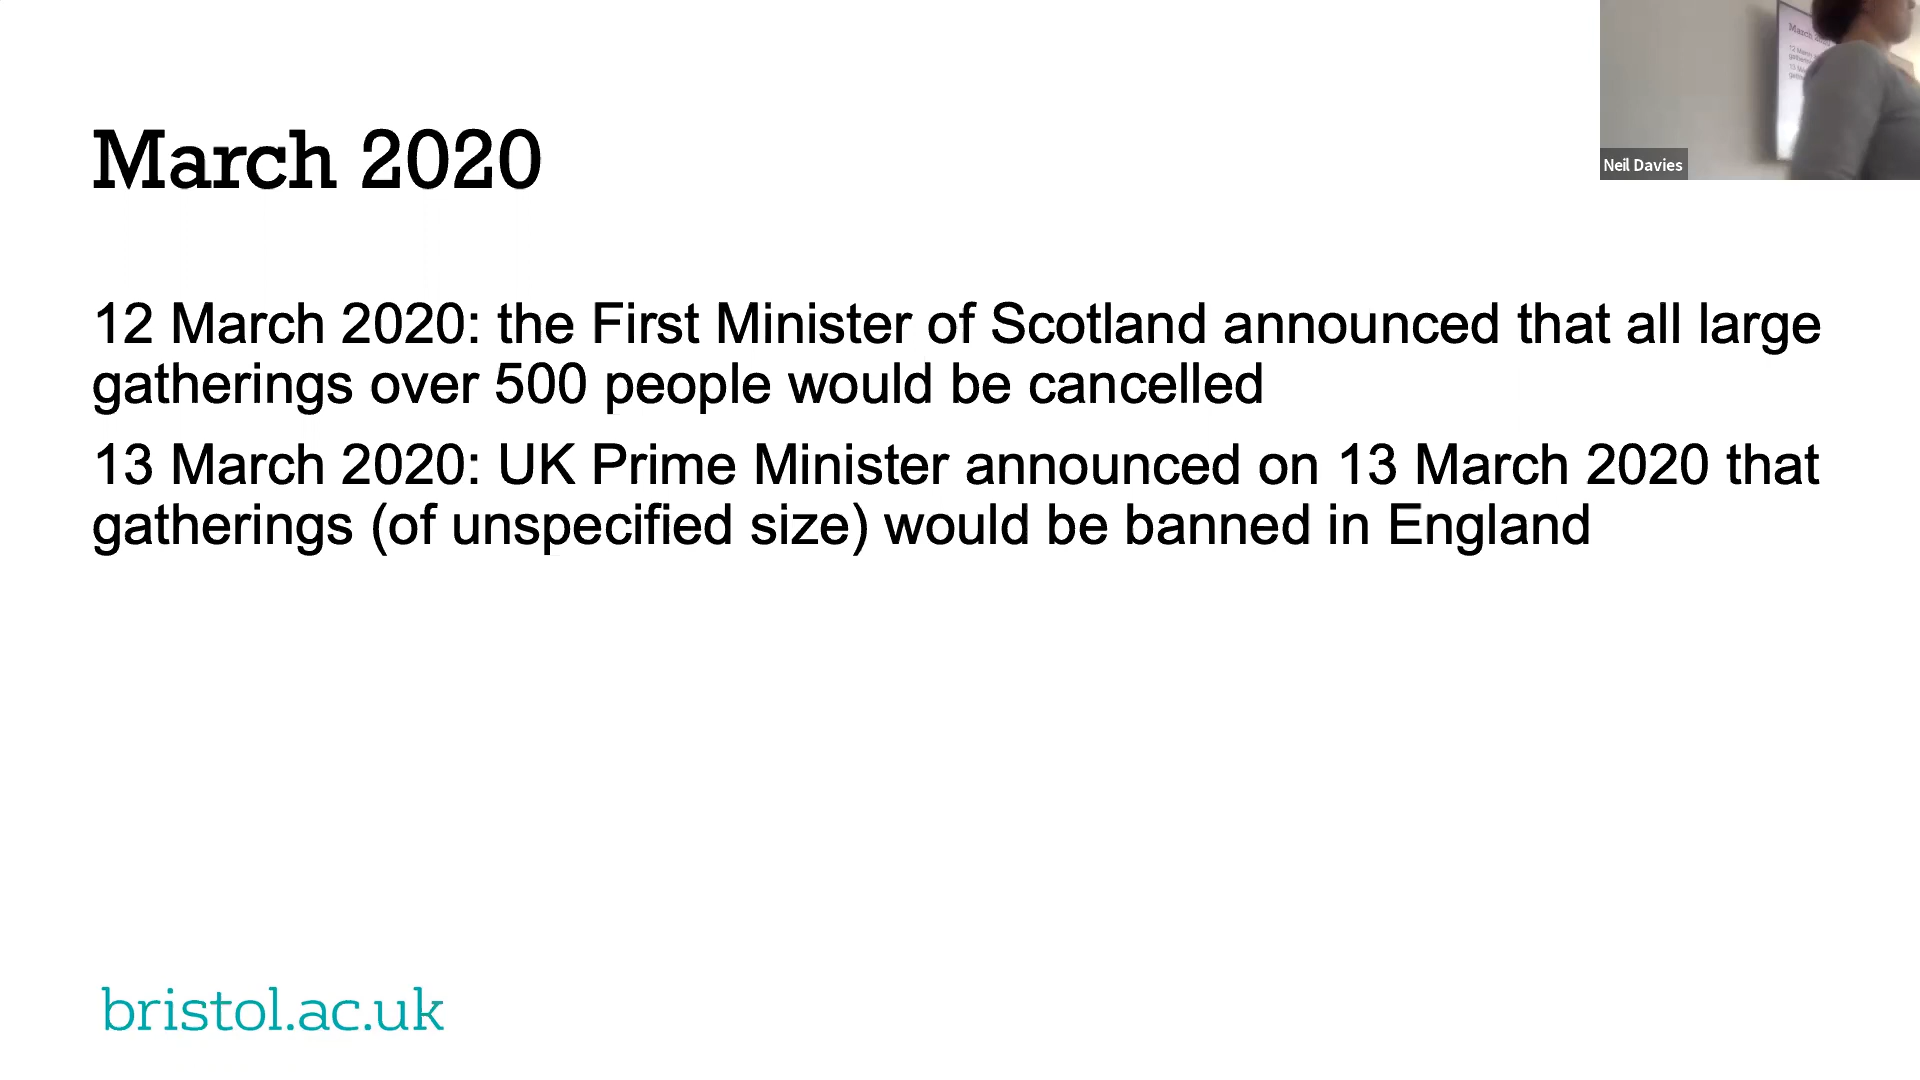 March 2020
12 March 2020: the First Minister of Scotland announced that all large
gatherings over 500 people would be cancelled
13 March 2020: UK Prime Minister announced on 13 March 2020 that
gatherings (of unspecified size) would be banned in England
bristol.ac.uk
Neil Davies